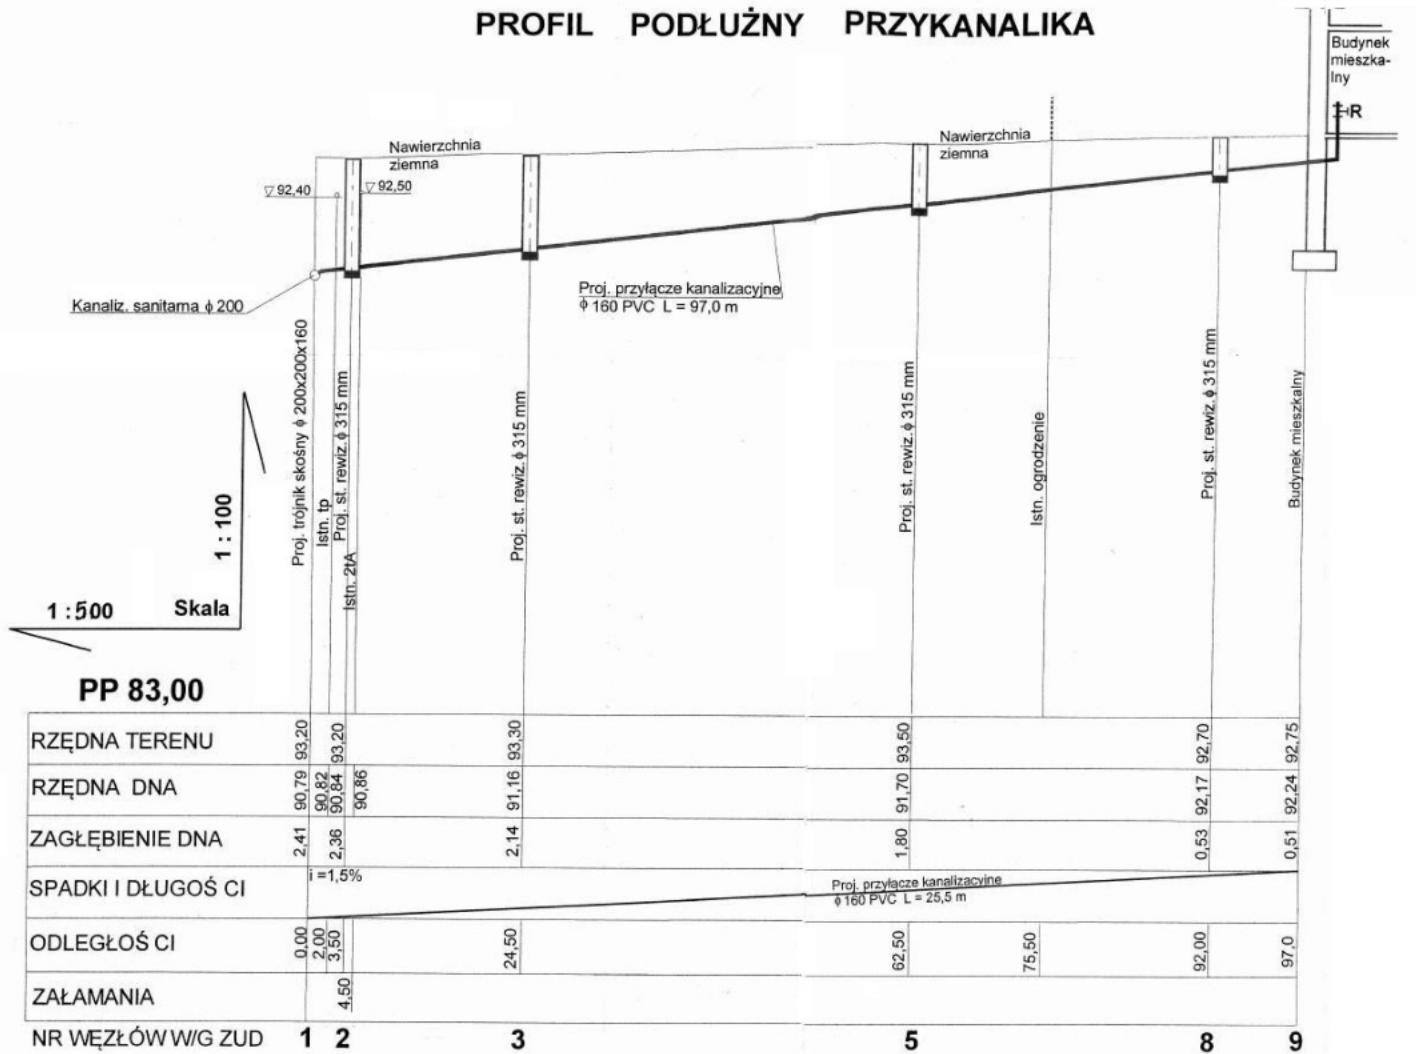 PROFIL PODŁUŻNY PRZYKANALIKA
Budynek
mieszka-
lny
R
Nawierzchnia
ziemna
Nawierzchnia
ziemna
92,40
92,50
Kanaliz. sanitarna ϕ 200
Proj. przyłącze kanalizacyjne
ϕ 160 PVC L = 97,0 m
Proj. trójnik skośny ϕ 200x200x160
Istn. tp
Proj. st. rewiz. ϕ 315 mm
Istn. 2tA
Proj. st. rewiz. ϕ 315 mm
Proj. st. rewiz. ϕ 315 mm
Istn. ogrodzenie
Proj. st. rewiz. ϕ 315 mm
Budynek mieszkalny
1 : 100
1 : 500 Skala
PP 83,00
RZĘDNA TERENU 93,20 93,20 93,30 93,50 92,70 92,75
RZĘDNA DNA 90,79 90,82 90,84 90,86 91,16 91,70 92,17 92,24
ZAGŁĘBIENIE DNA 2,41 2,36 2,14 1,80 0,53 0,51
SPADKI I DŁUGOŚ CI i =1,5%
Proj. przyłącze kanalizacyjne
ϕ 160 PVC L = 25,5 m
ODLEGŁOŚ CI 0,00 2,00 3,50 24,50 62,50 75,50 92,00 97,0
ZAŁAMANIA 4,50
NR WĘZŁÓW W/G ZUD 1 2 3 5 8 9